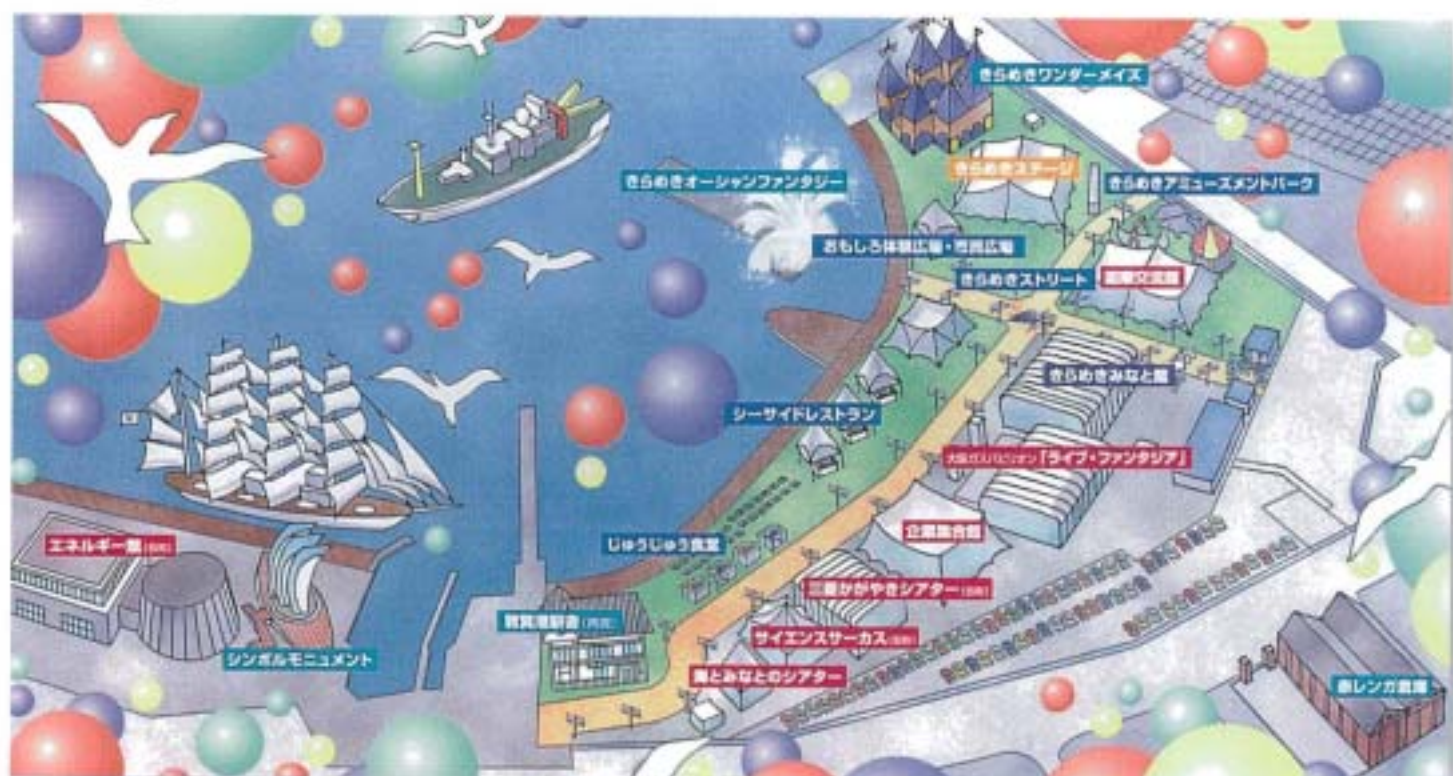 きらめきワンダーメイズ
きらめきステージ
きらめきオーシャンファンタジー
きらめきアミューズメントパーク
おもしろ体験広場・市民広場
きらめきストリート
きらめきみなと館
シーサイドレストラン
大阪ガスパビリオン「ライブ・ファンタジア」
企業集合館
じゅうじゅう食堂
エネルギー館
三菱かがやきシアター
敦賀港駅舎
サイエンスサーカス
シンボルモニュメント
海とみなとのシアター
赤レンガ倉庫